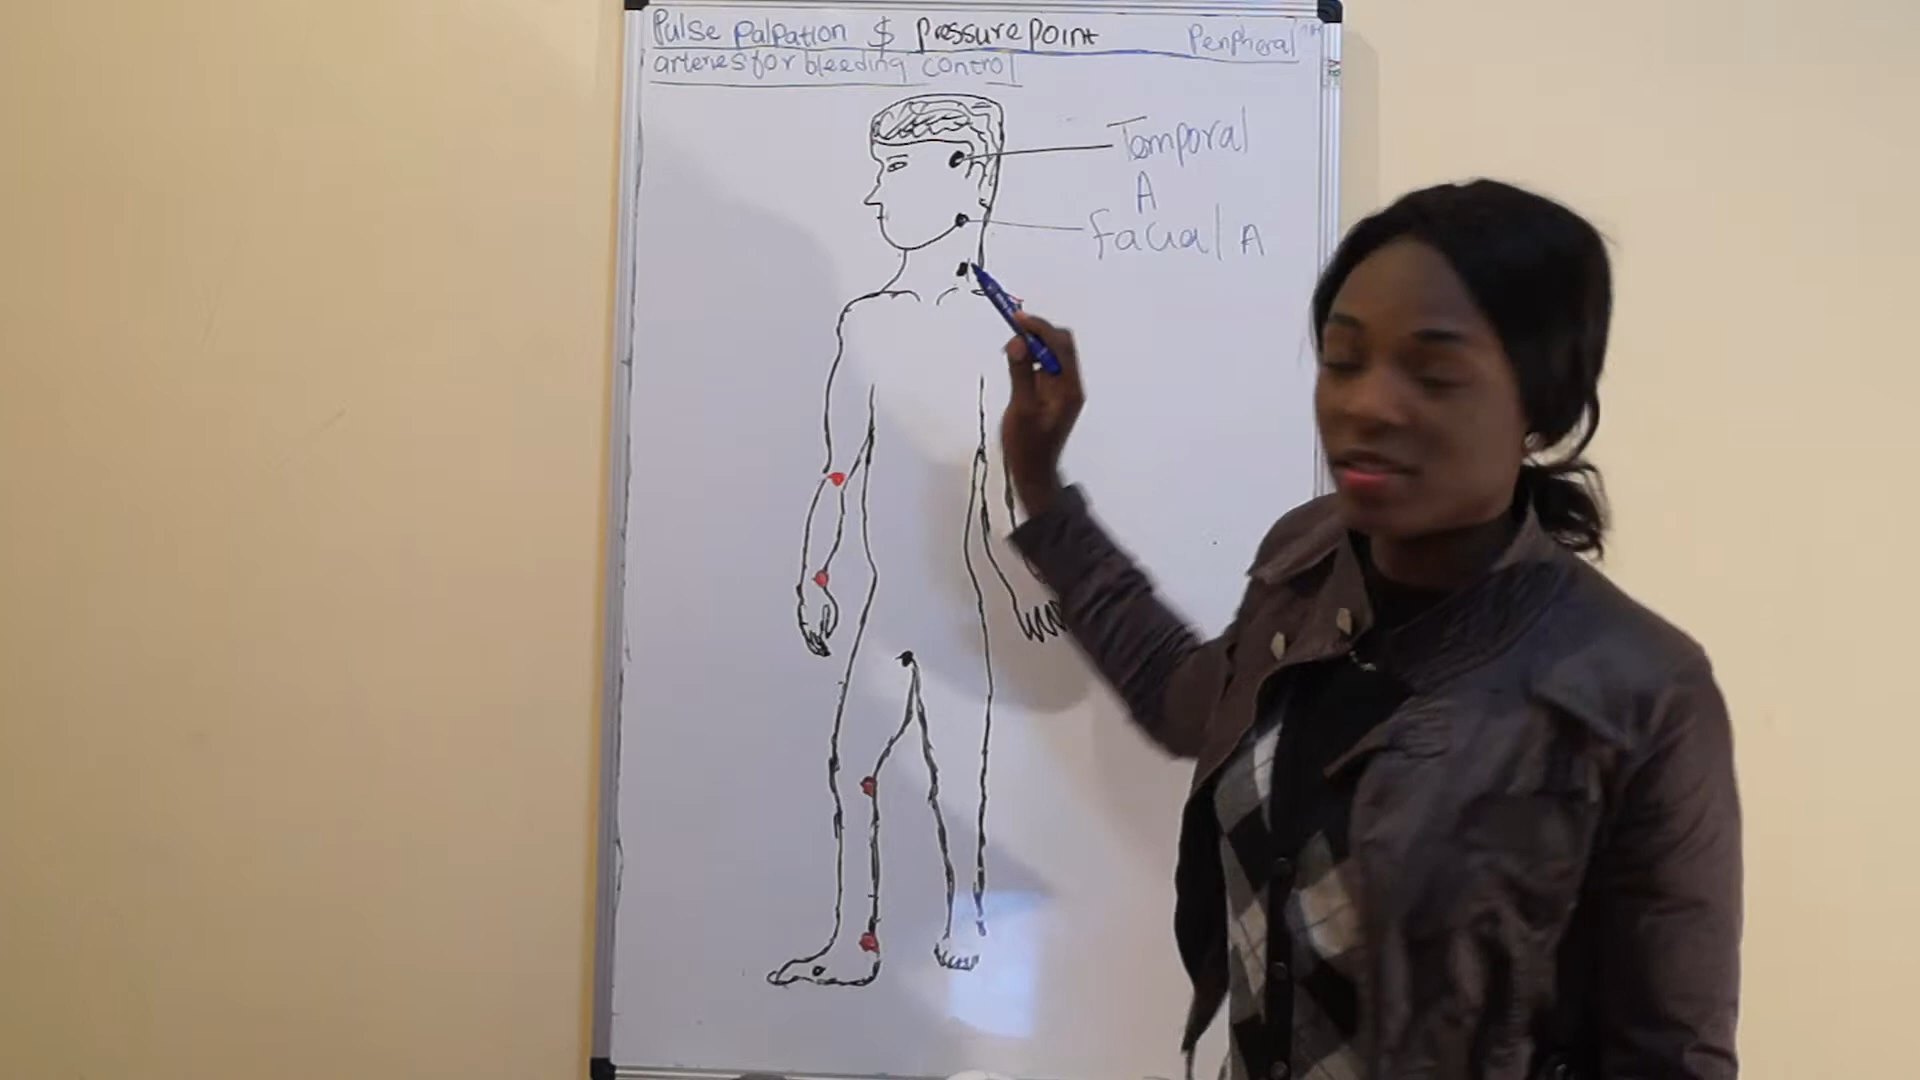 Pulse Palpation $ Pressure Point Peripheral
arteries for bleeding control
Temporal
A
Facial A